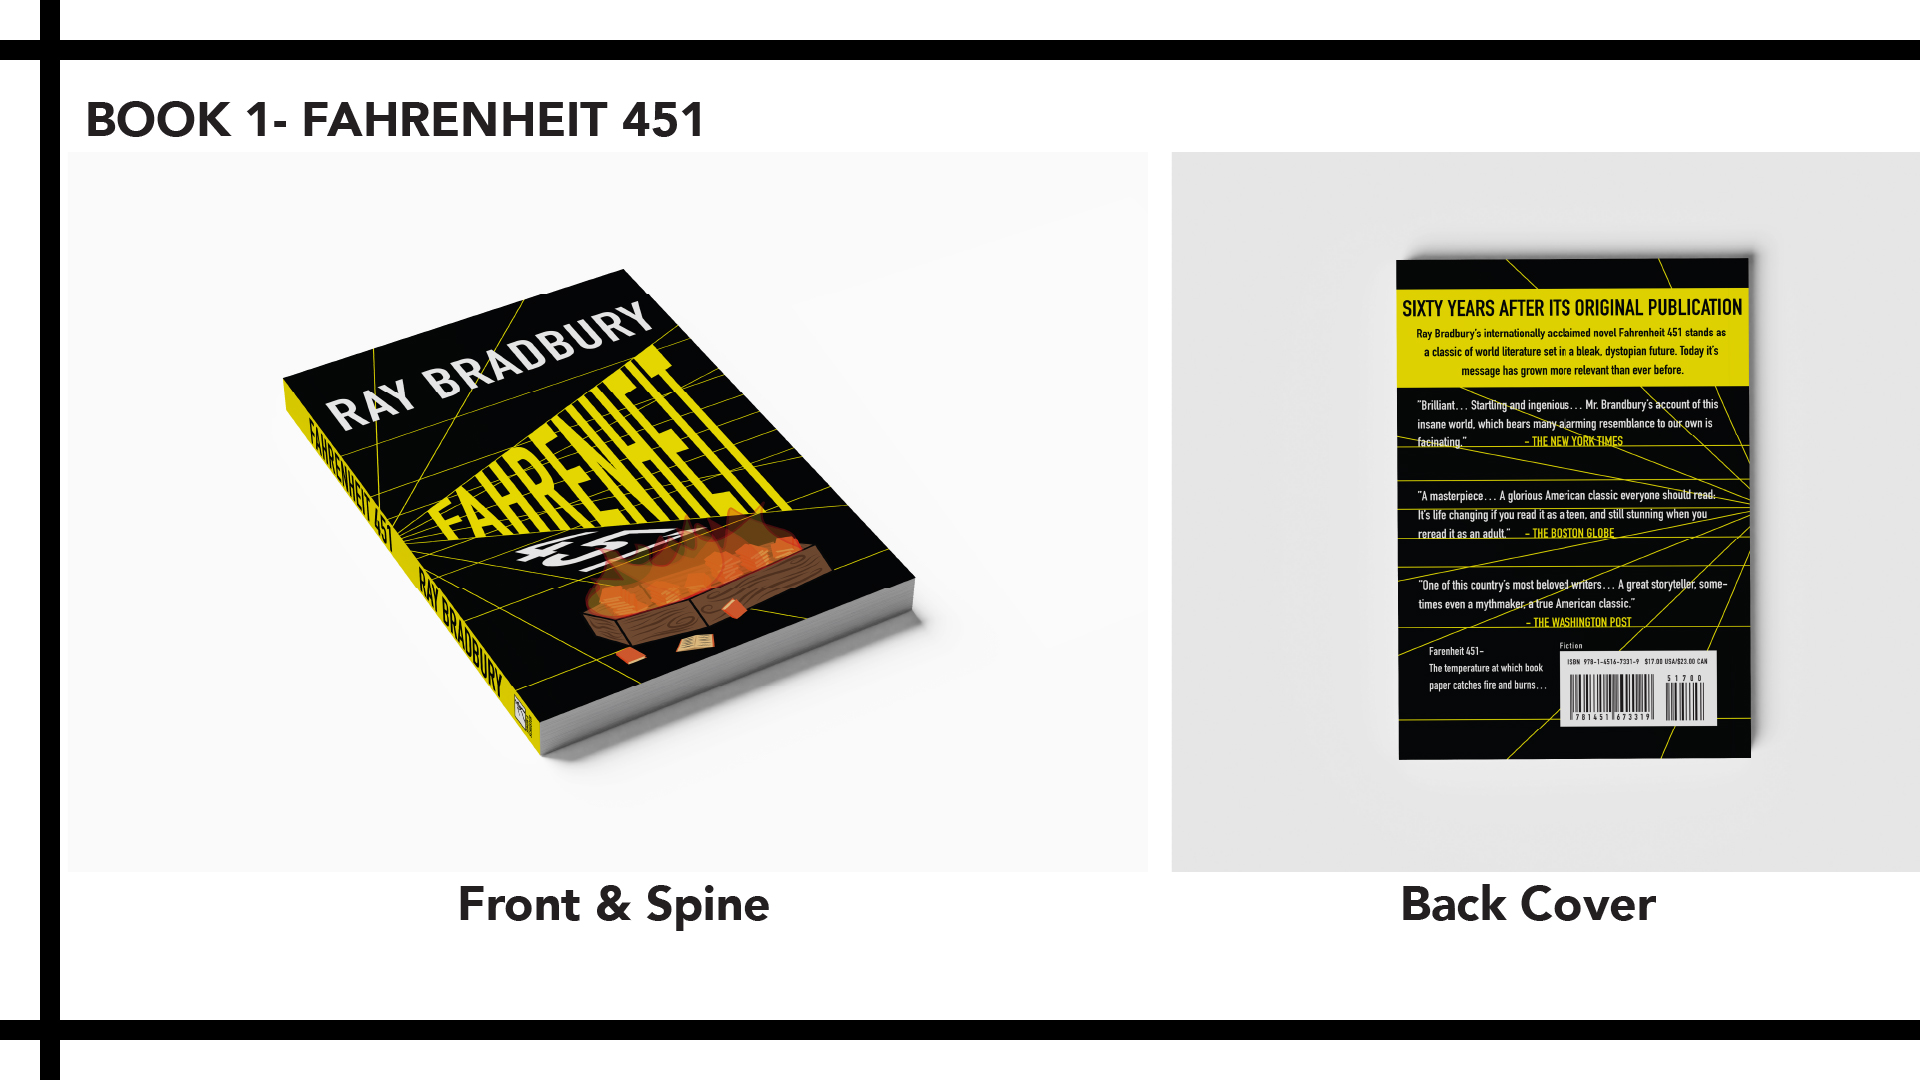 BOOK 1- FAHRENHEIT 451
RAY BRADBURY
FAHRENHEIT
451
FAHRENHEIT 451
RAY BRADBURY
Front & Spine
SIXTY YEARS AFTER ITS ORIGINAL PUBLICATION
Ray Bradbury's internationally acclaimed novel Fahrenheit 451 stands as
a classic of world literature set in a bleak, dystopian future. Today it's
message has grown more relevant than ever before.
"Brilliant... Startling and ingenious... Mr. Brandbury's account of this
insane world, which bears many alarming resemblance to our own is
facinating." - THE NEW YORK TIMES
"A masterpiece... A glorious American classic everyone should read:
It's life changing if you read it as a teen, and still stunning when you
reread it as an adult." - THE BOSTON GLOBE
"One of this country's most beloved writers... A great storyteller, some-
times even a mythmaker, a true American classic."
- THE WASHINGTON POST
Farenheit 451-
The temperature at which book
paper catches fire and burns...
Fiction
ISBN 978-1-4516-7331-9 $17.00 USA/$23.00 CAN
51700
781451 673319
Back Cover